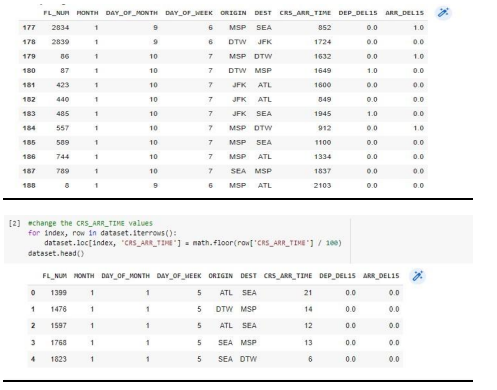 FL_NUM MONTH DAY_OF_MONTH DAY_OF_WEEK ORIGIN DEST CRS_ARR_TIME DEP_DEL15 ARR_DEL15
177 2834 1 9 6 MSP SEA 852 0.0 1.0
178 2839 1 9 6 DTW JFK 1724 0.0 0.0
179 86 1 10 7 MSP DTW 1632 0.0 1.0
180 87 1 10 7 DTW MSP 1649 1.0 0.0
181 423 1 10 7 JFK ATL 1600 0.0 0.0
182 440 1 10 7 JFK ATL 849 0.0 0.0
183 485 1 10 7 JFK SEA 1945 1.0 0.0
184 557 1 10 7 MSP DTW 912 0.0 1.0
185 589 1 10 7 MSP SEA 1100 0.0 0.0
186 744 1 10 7 MSP ATL 1334 0.0 0.0
187 789 1 10 7 SEA MSP 1837 0.0 0.0
188 8 1 9 6 MSP ATL 2103 0.0 0.0
[2] #change the CRS_ARR_TIME values
for index, row in dataset.iterrows():
dataset.loc[index, 'CRS_ARR_TIME'] = math.floor(row['CRS_ARR_TIME'] / 100)
dataset.head()
FL_NUM MONTH DAY_OF_MONTH DAY_OF_WEEK ORIGIN DEST CRS_ARR_TIME DEP_DEL15 ARR_DEL15
0 1399 1 1 5 ATL SEA 21 0.0 0.0
1 1476 1 1 5 DTW MSP 14 0.0 0.0
2 1597 1 1 5 ATL SEA 12 0.0 0.0
3 1768 1 1 5 SEA MSP 13 0.0 0.0
4 1823 1 1 5 SEA DTW 6 0.0 0.0